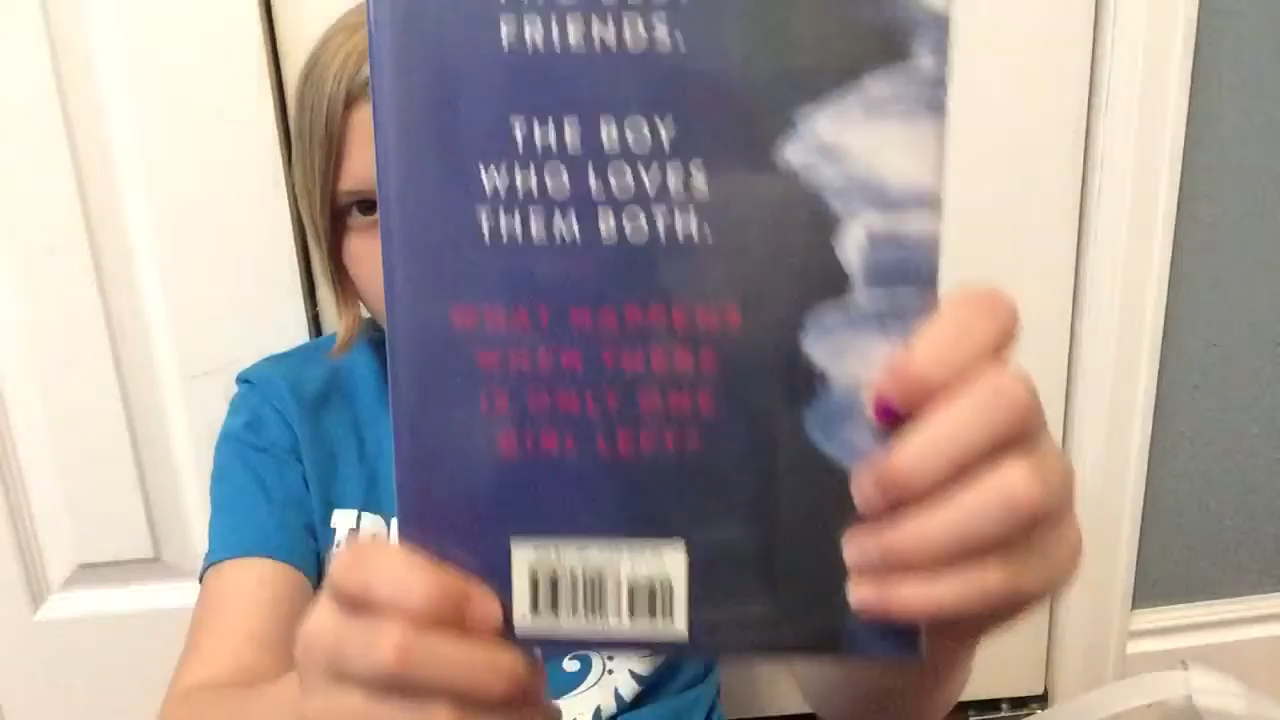 FRIENDS.
THE BOY
WHO LOVES
THEM BOTH.
WHAT HAPPENS
WHEN THERE
IS ONLY ONE
GIRL LEFT?